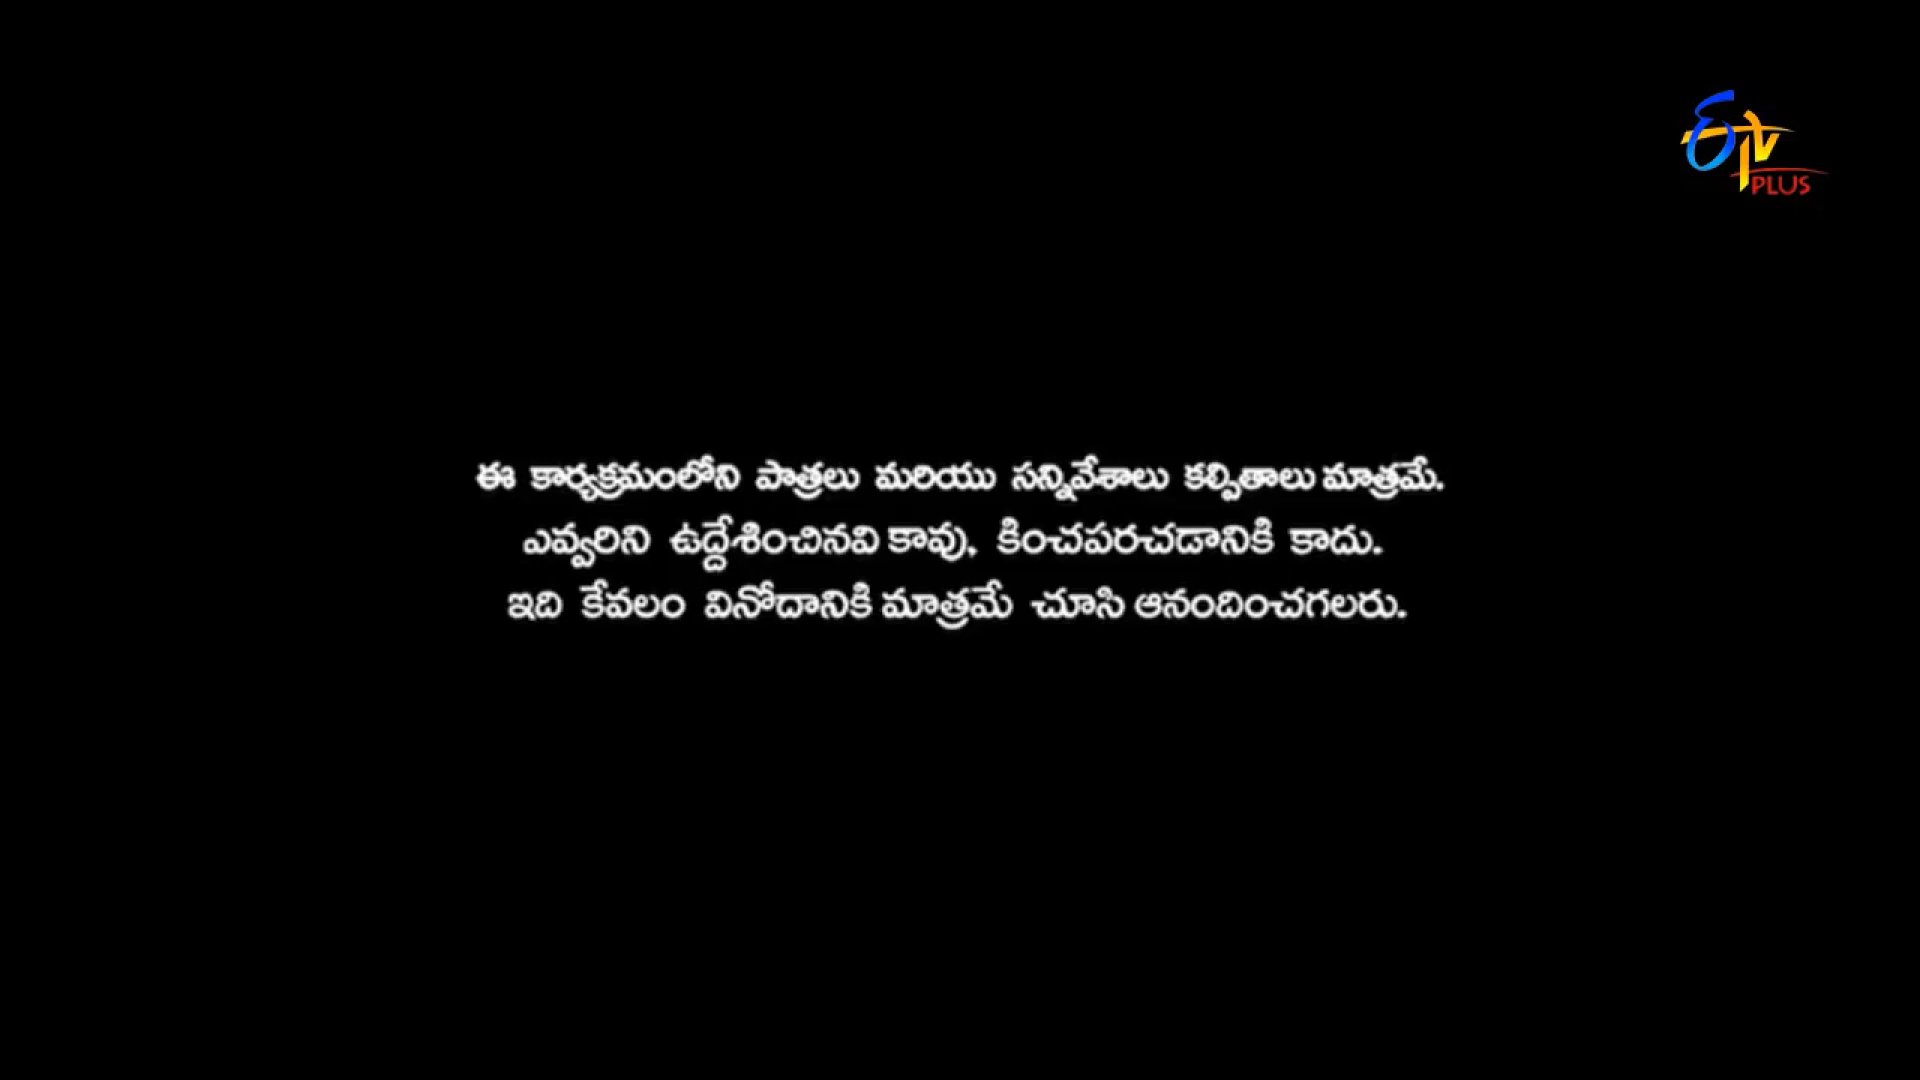 ETV
PLUS
ఈ కార్యక్రమంలోని పాత్రలు మరియు సన్నివేశాలు కల్పితాలు మాత్రమే.
ఎవ్వరిని ఉద్దేశించినవి కావు, కించపరచడానికి కాదు.
ఇది కేవలం వినోదానికి మాత్రమే చూసి ఆనందించగలరు.